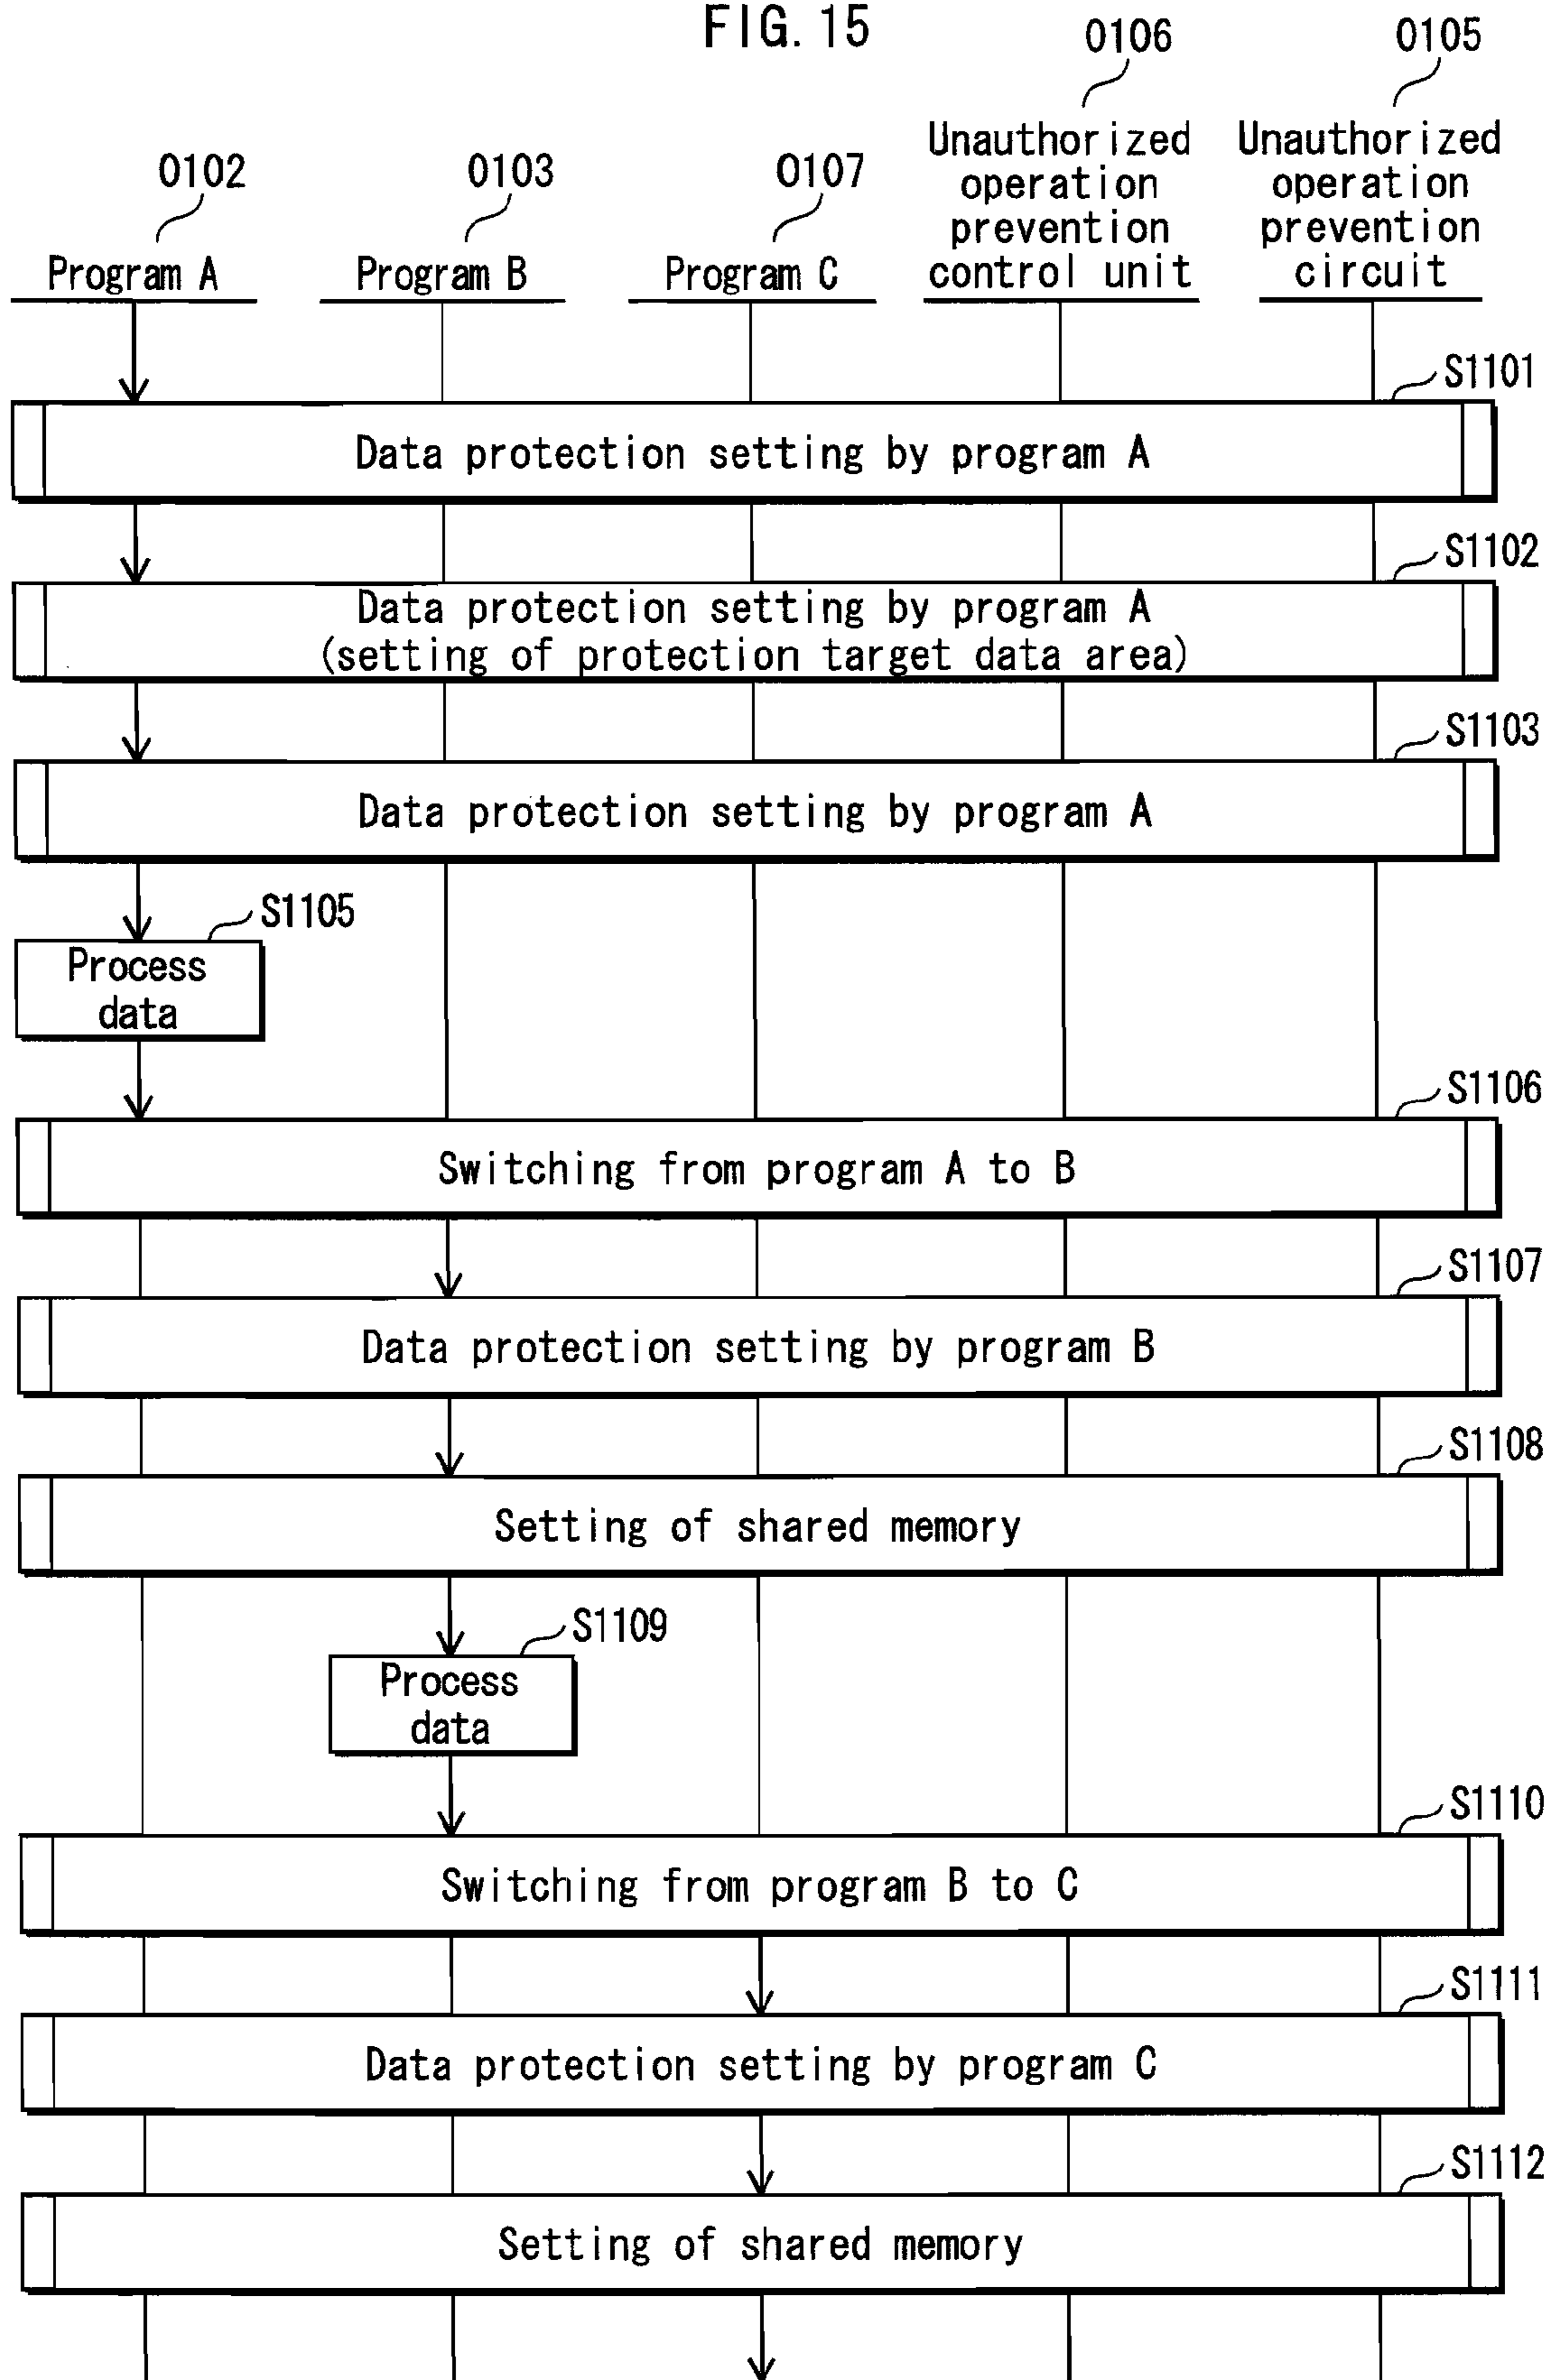 FIG. 15
0106
0105
0102
0103
0107
Unauthorized
operation
prevention
control unit
Unauthorized
operation
prevention
circuit
Program A
Program B
Program C
S1101
Data protection setting by program A
S1102
Data protection setting by program A
(setting of protection target data area)
S1103
Data protection setting by program A
S1105
Process
data
S1106
Switching from program A to B
S1107
Data protection setting by program B
S1108
Setting of shared memory
S1109
Process
data
S1110
Switching from program B to C
S1111
Data protection setting by program C
S1112
Setting of shared memory